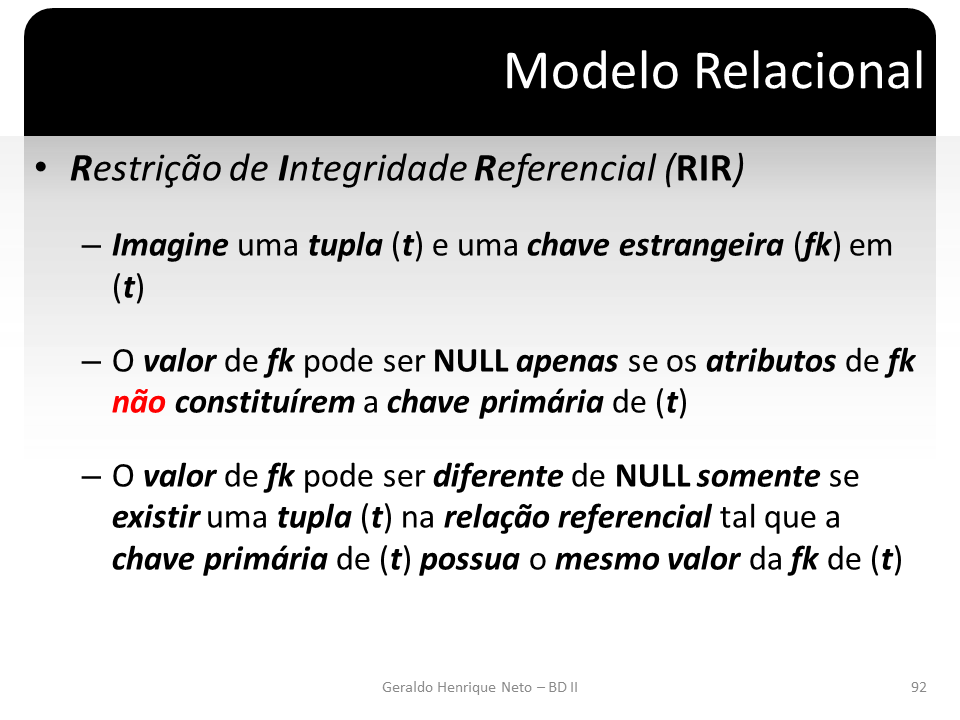 Modelo Relacional
• Restrição de Integridade Referencial (RIR)
– Imagine uma tupla (t) e uma chave estrangeira (fk) em
(t)
– O valor de fk pode ser NULL apenas se os atributos de fk
não constituírem a chave primária de (t)
– O valor de fk pode ser diferente de NULL somente se
existir uma tupla (t) na relação referencial tal que a
chave primária de (t) possua o mesmo valor da fk de (t)
Geraldo Henrique Neto – BD II
92